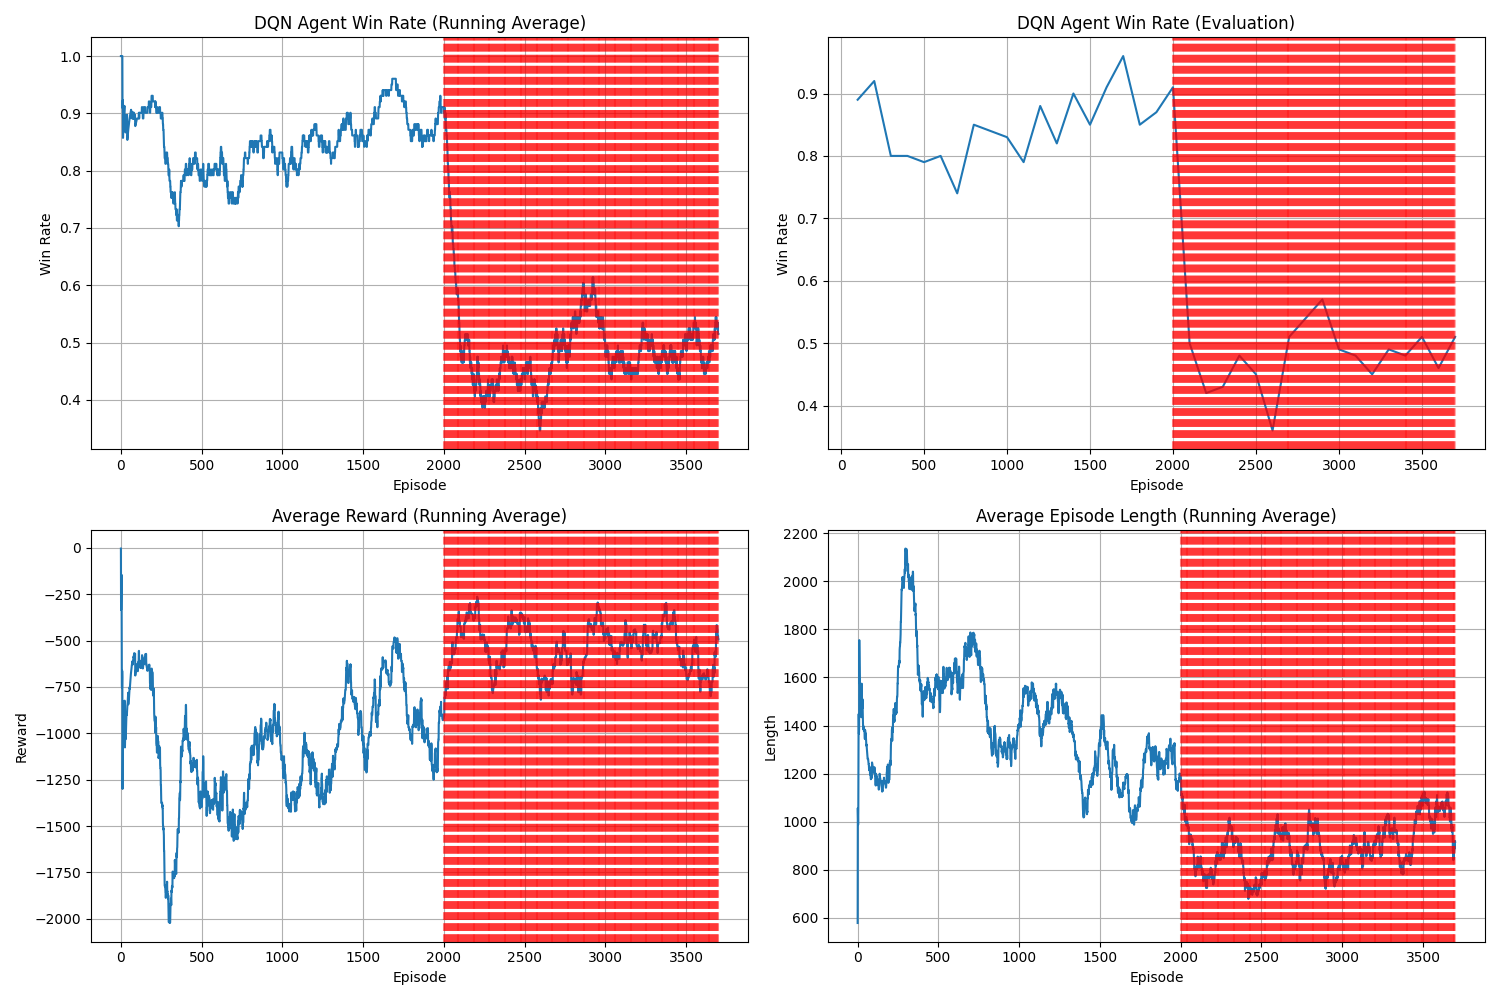 DQN Agent Win Rate (Running Average)
Win Rate
1.0
0.9
0.8
0.7
0.6
0.5
0.4
0 500 1000 1500 2000 2500 3000 3500
Episode
DQN Agent Win Rate (Evaluation)
Win Rate
0.9
0.8
0.7
0.6
0.5
0.4
0 500 1000 1500 2000 2500 3000 3500
Episode
Average Reward (Running Average)
Reward
0
−250
−500
−750
−1000
−1250
−1500
−1750
−2000
0 500 1000 1500 2000 2500 3000 3500
Episode
Average Episode Length (Running Average)
Length
2200
2000
1800
1600
1400
1200
1000
800
600
0 500 1000 1500 2000 2500 3000 3500
Episode